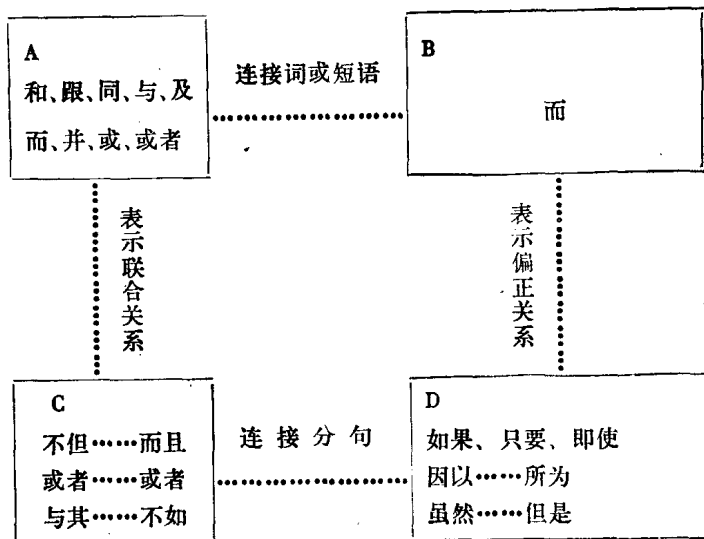 A
和、跟、同、与、及
而、并、或、或者
连接词或短语
B
而
表示联合关系
表示偏正关系
C
不但……而且
或者……或者
与其……不如
连接分句
D
如果、只要、即使
因以……所为
虽然……但是